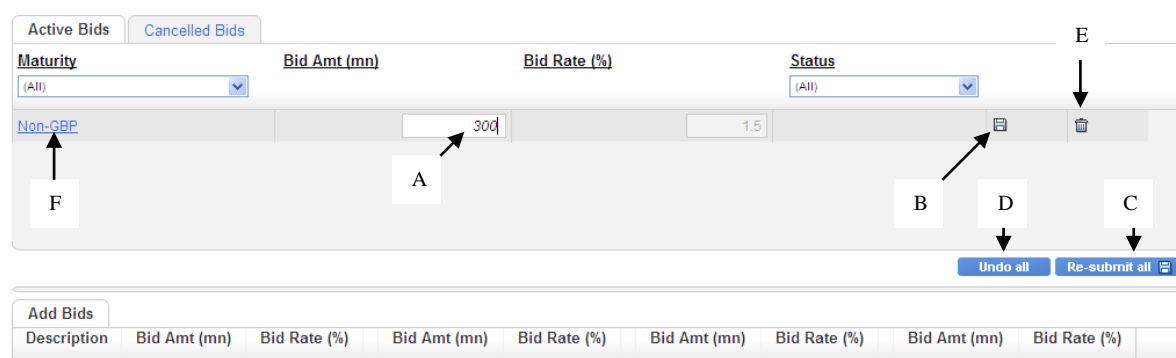 Active Bids Cancelled Bids
E
Maturity Bid Amt (mn) Bid Rate (%) Status
(All) (All)
Non-GBP 300 1.5
A
F B D C
Undo all Re-submit all
Add Bids
Description Bid Amt (mn) Bid Rate (%) Bid Amt (mn) Bid Rate (%) Bid Amt (mn) Bid Rate (%) Bid Amt (mn) Bid Rate (%)